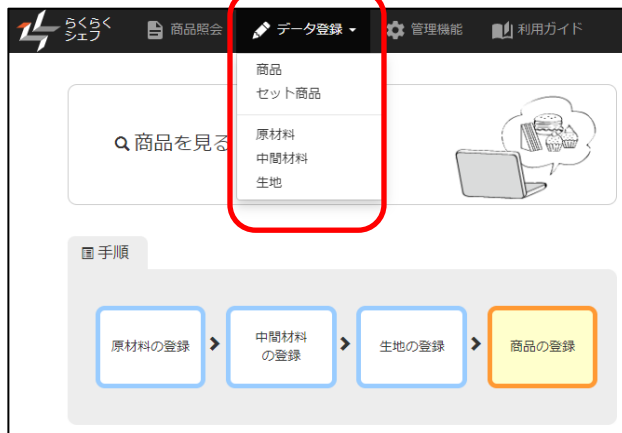 らくらく
シェフ
商品照会
データ登録
管理機能
利用ガイド
商品
セット商品
原材料
中間材料
生地
商品を見る
手順
原材料の登録
中間材料
の登録
生地の登録
商品の登録